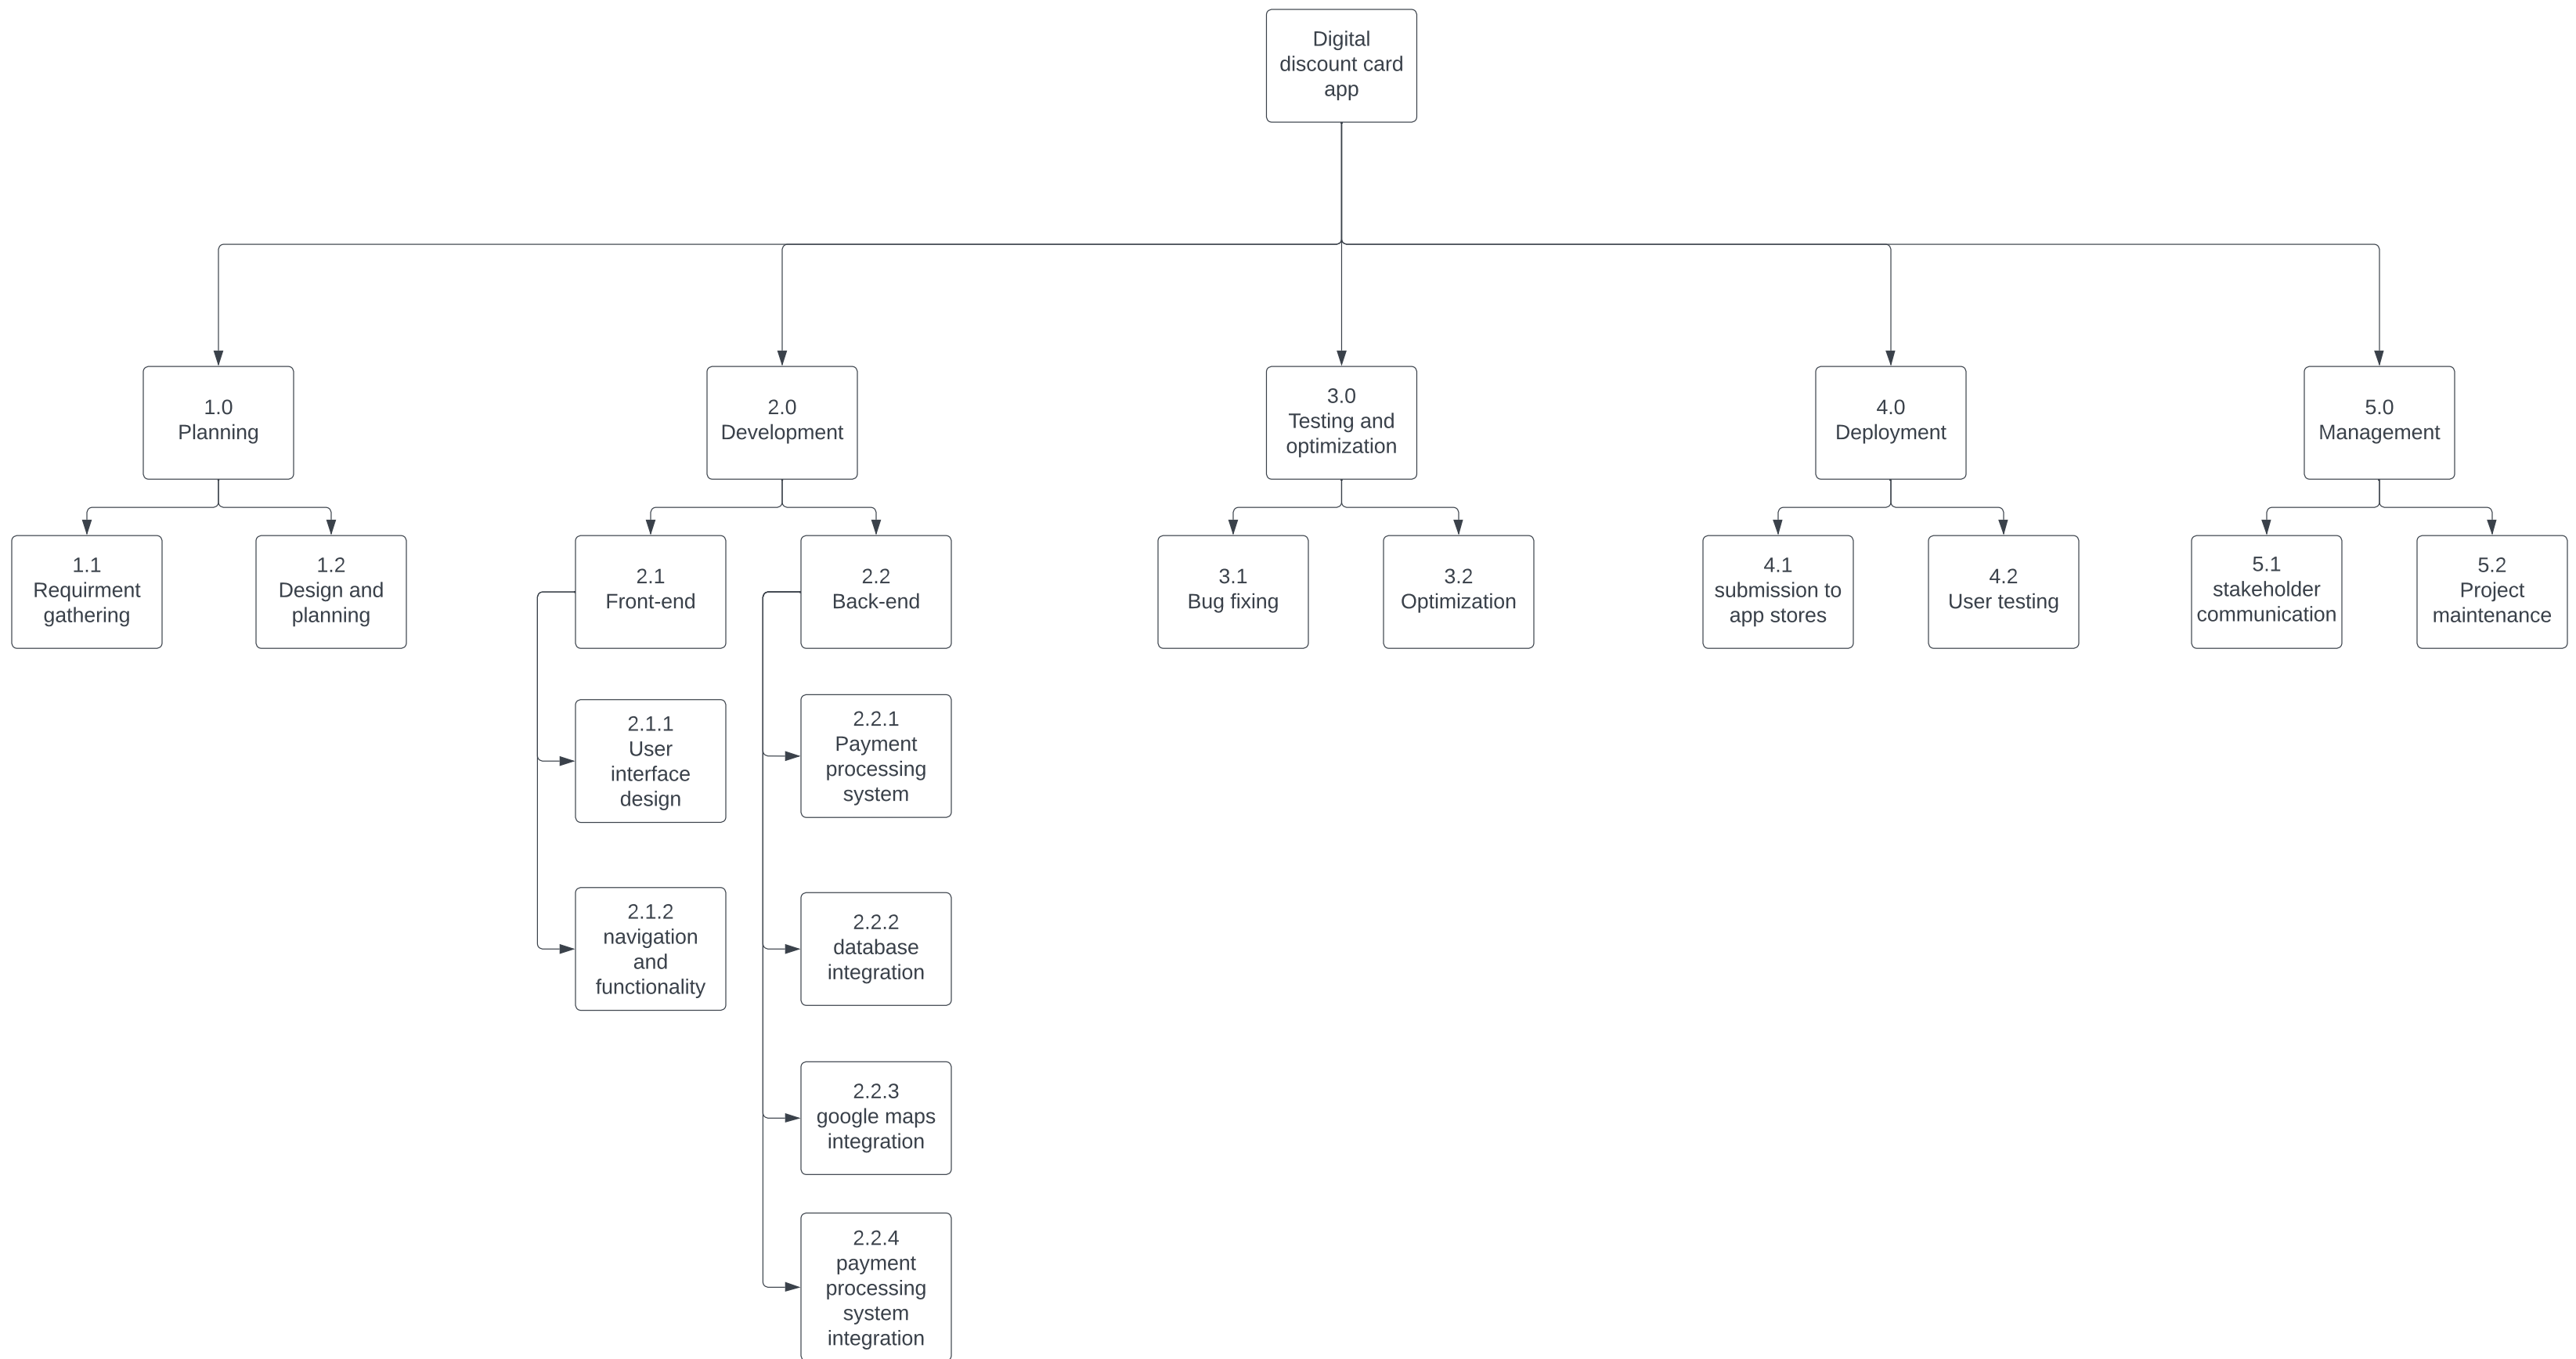 Digital
discount card
app
1.0
Planning
2.0
Development
3.0
Testing and
optimization
4.0
Deployment
5.0
Management
1.1
Requirment
gathering
1.2
Design and
planning
2.1
Front-end
2.2
Back-end
3.1
Bug fixing
3.2
Optimization
4.1
submission to
app stores
4.2
User testing
5.1
stakeholder
communication
5.2
Project
maintenance
2.1.1
User
interface
design
2.2.1
Payment
processing
system
2.1.2
navigation
and
functionality
2.2.2
database
integration
2.2.3
google maps
integration
2.2.4
payment
processing
system
integration